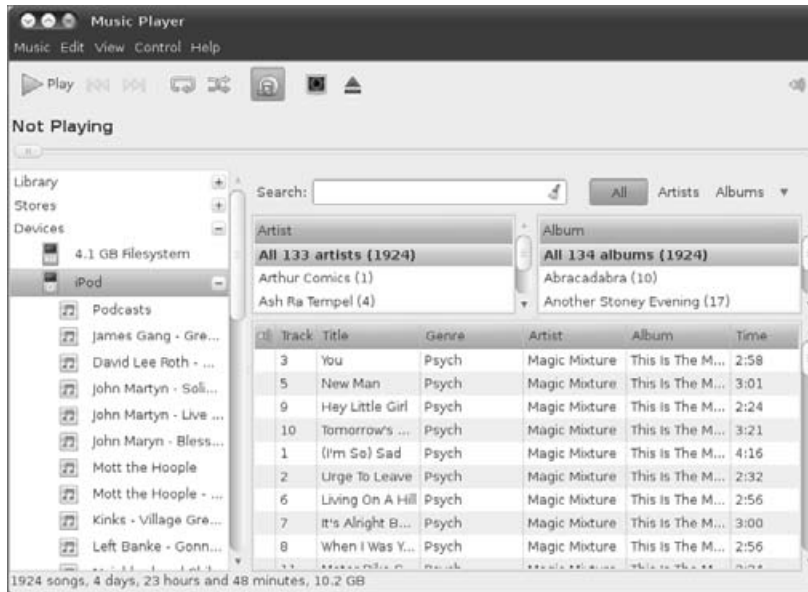 Music Player
Music Edit View Control Help
Play
Not Playing
Library
Stores
Devices
4.1 GB Filesystem
iPod
Podcasts
James Gang - Gre...
David Lee Roth - ...
John Martyn - Soli...
John Martyn - Live ...
John Maryn - Bless...
Mott the Hoople
Mott the Hoople - ...
Kinks - Village Gre...
Left Banke - Gonn...
Search:
All Artists Albums
Artist
All 133 artists (1924)
Arthur Comics (1)
Ash Ra Tempel (4)
Album
All 134 albums (1924)
Abracadabra (10)
Another Stoney Evening (17)
Track Title Genre Artist Album Time
3 You Psych Magic Mixture This Is The M... 2:58
5 New Man Psych Magic Mixture This Is The M... 3:01
9 Hey Little Girl Psych Magic Mixture This Is The M... 2:24
10 Tomorrow's ... Psych Magic Mixture This Is The M... 3:21
1 (I'm So) Sad Psych Magic Mixture This Is The M... 4:16
2 Urge To Leave Psych Magic Mixture This Is The M... 2:32
6 Living On A Hill Psych Magic Mixture This Is The M... 2:56
7 It's Alright B... Psych Magic Mixture This Is The M... 3:00
8 When I Was Y... Psych Magic Mixture This Is The M... 2:56
1924 songs, 4 days, 23 hours and 48 minutes, 10.2 GB